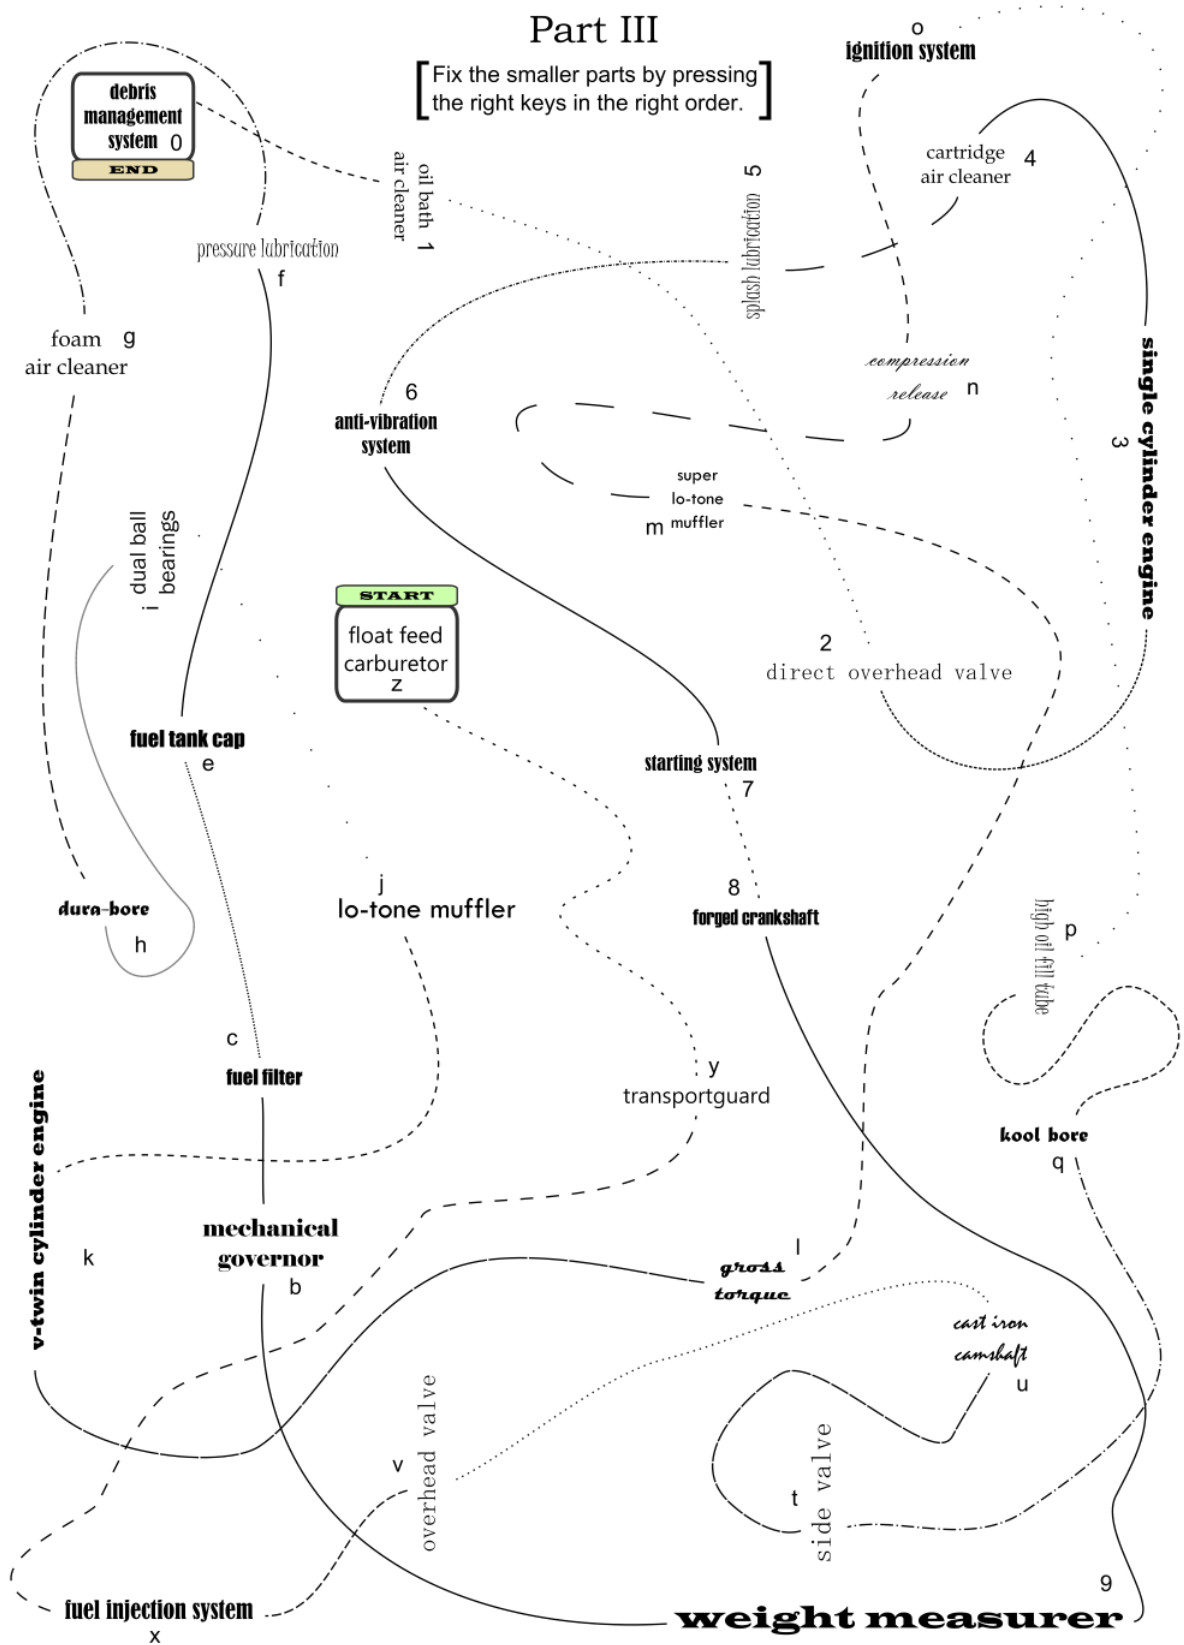 Part III
Fix the smaller parts by pressing
the right keys in the right order.
o
ignition system
debris
management
system 0
END
oil bath
air cleaner
1
5
splash lubrication
cartridge
air cleaner
4
pressure lubrication
f
foam
air cleaner
g
6
anti-vibration
system
compression
release
n
single cylinder engine
3
super
lo-tone
muffler
m
dual ball
bearings
i
START
float feed
carburetor
z
2
direct overhead valve
fuel tank cap
e
starting system
7
j
lo-tone muffler
8
forged crankshaft
dura-bore
h
high oil fill tube
p
c
fuel filter
y
transportguard
kool bore
q
v-twin cylinder engine
k
mechanical
governor
b
l
gross
torque
cast iron
camshaft
u
v
overhead valve
t
side valve
9
weight measurer
fuel injection system
x